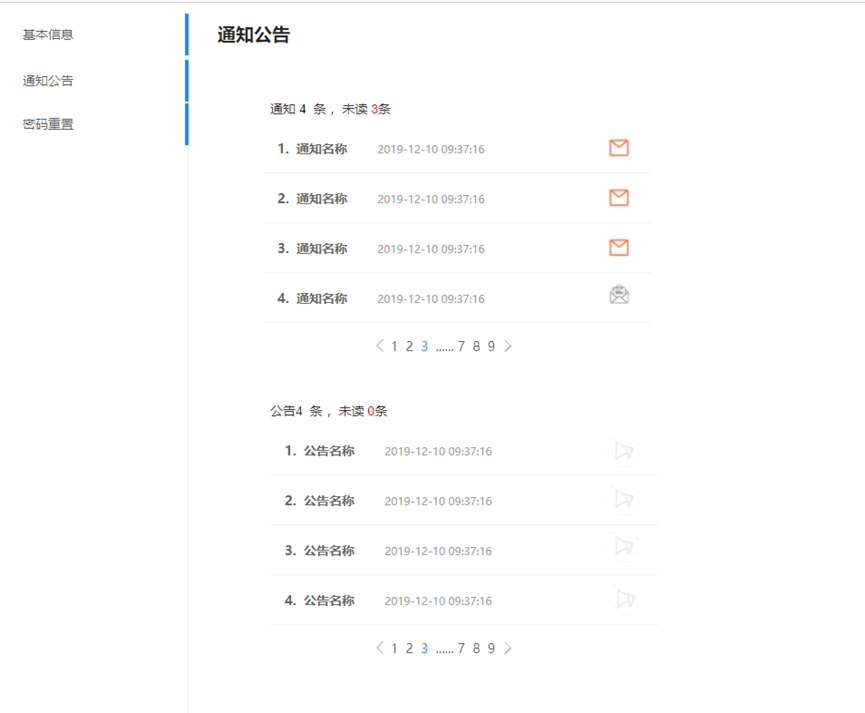 基本信息
通知公告
密码重置
通知公告
通知 4 条 ，未读 3条
1. 通知名称 2019-12-10 09:37:16
2. 通知名称 2019-12-10 09:37:16
3. 通知名称 2019-12-10 09:37:16
4. 通知名称 2019-12-10 09:37:16
< 1 2 3 ...... 7 8 9 >
公告4 条 ，未读 0条
1. 公告名称 2019-12-10 09:37:16
2. 公告名称 2019-12-10 09:37:16
3. 公告名称 2019-12-10 09:37:16
4. 公告名称 2019-12-10 09:37:16
< 1 2 3 ...... 7 8 9 >